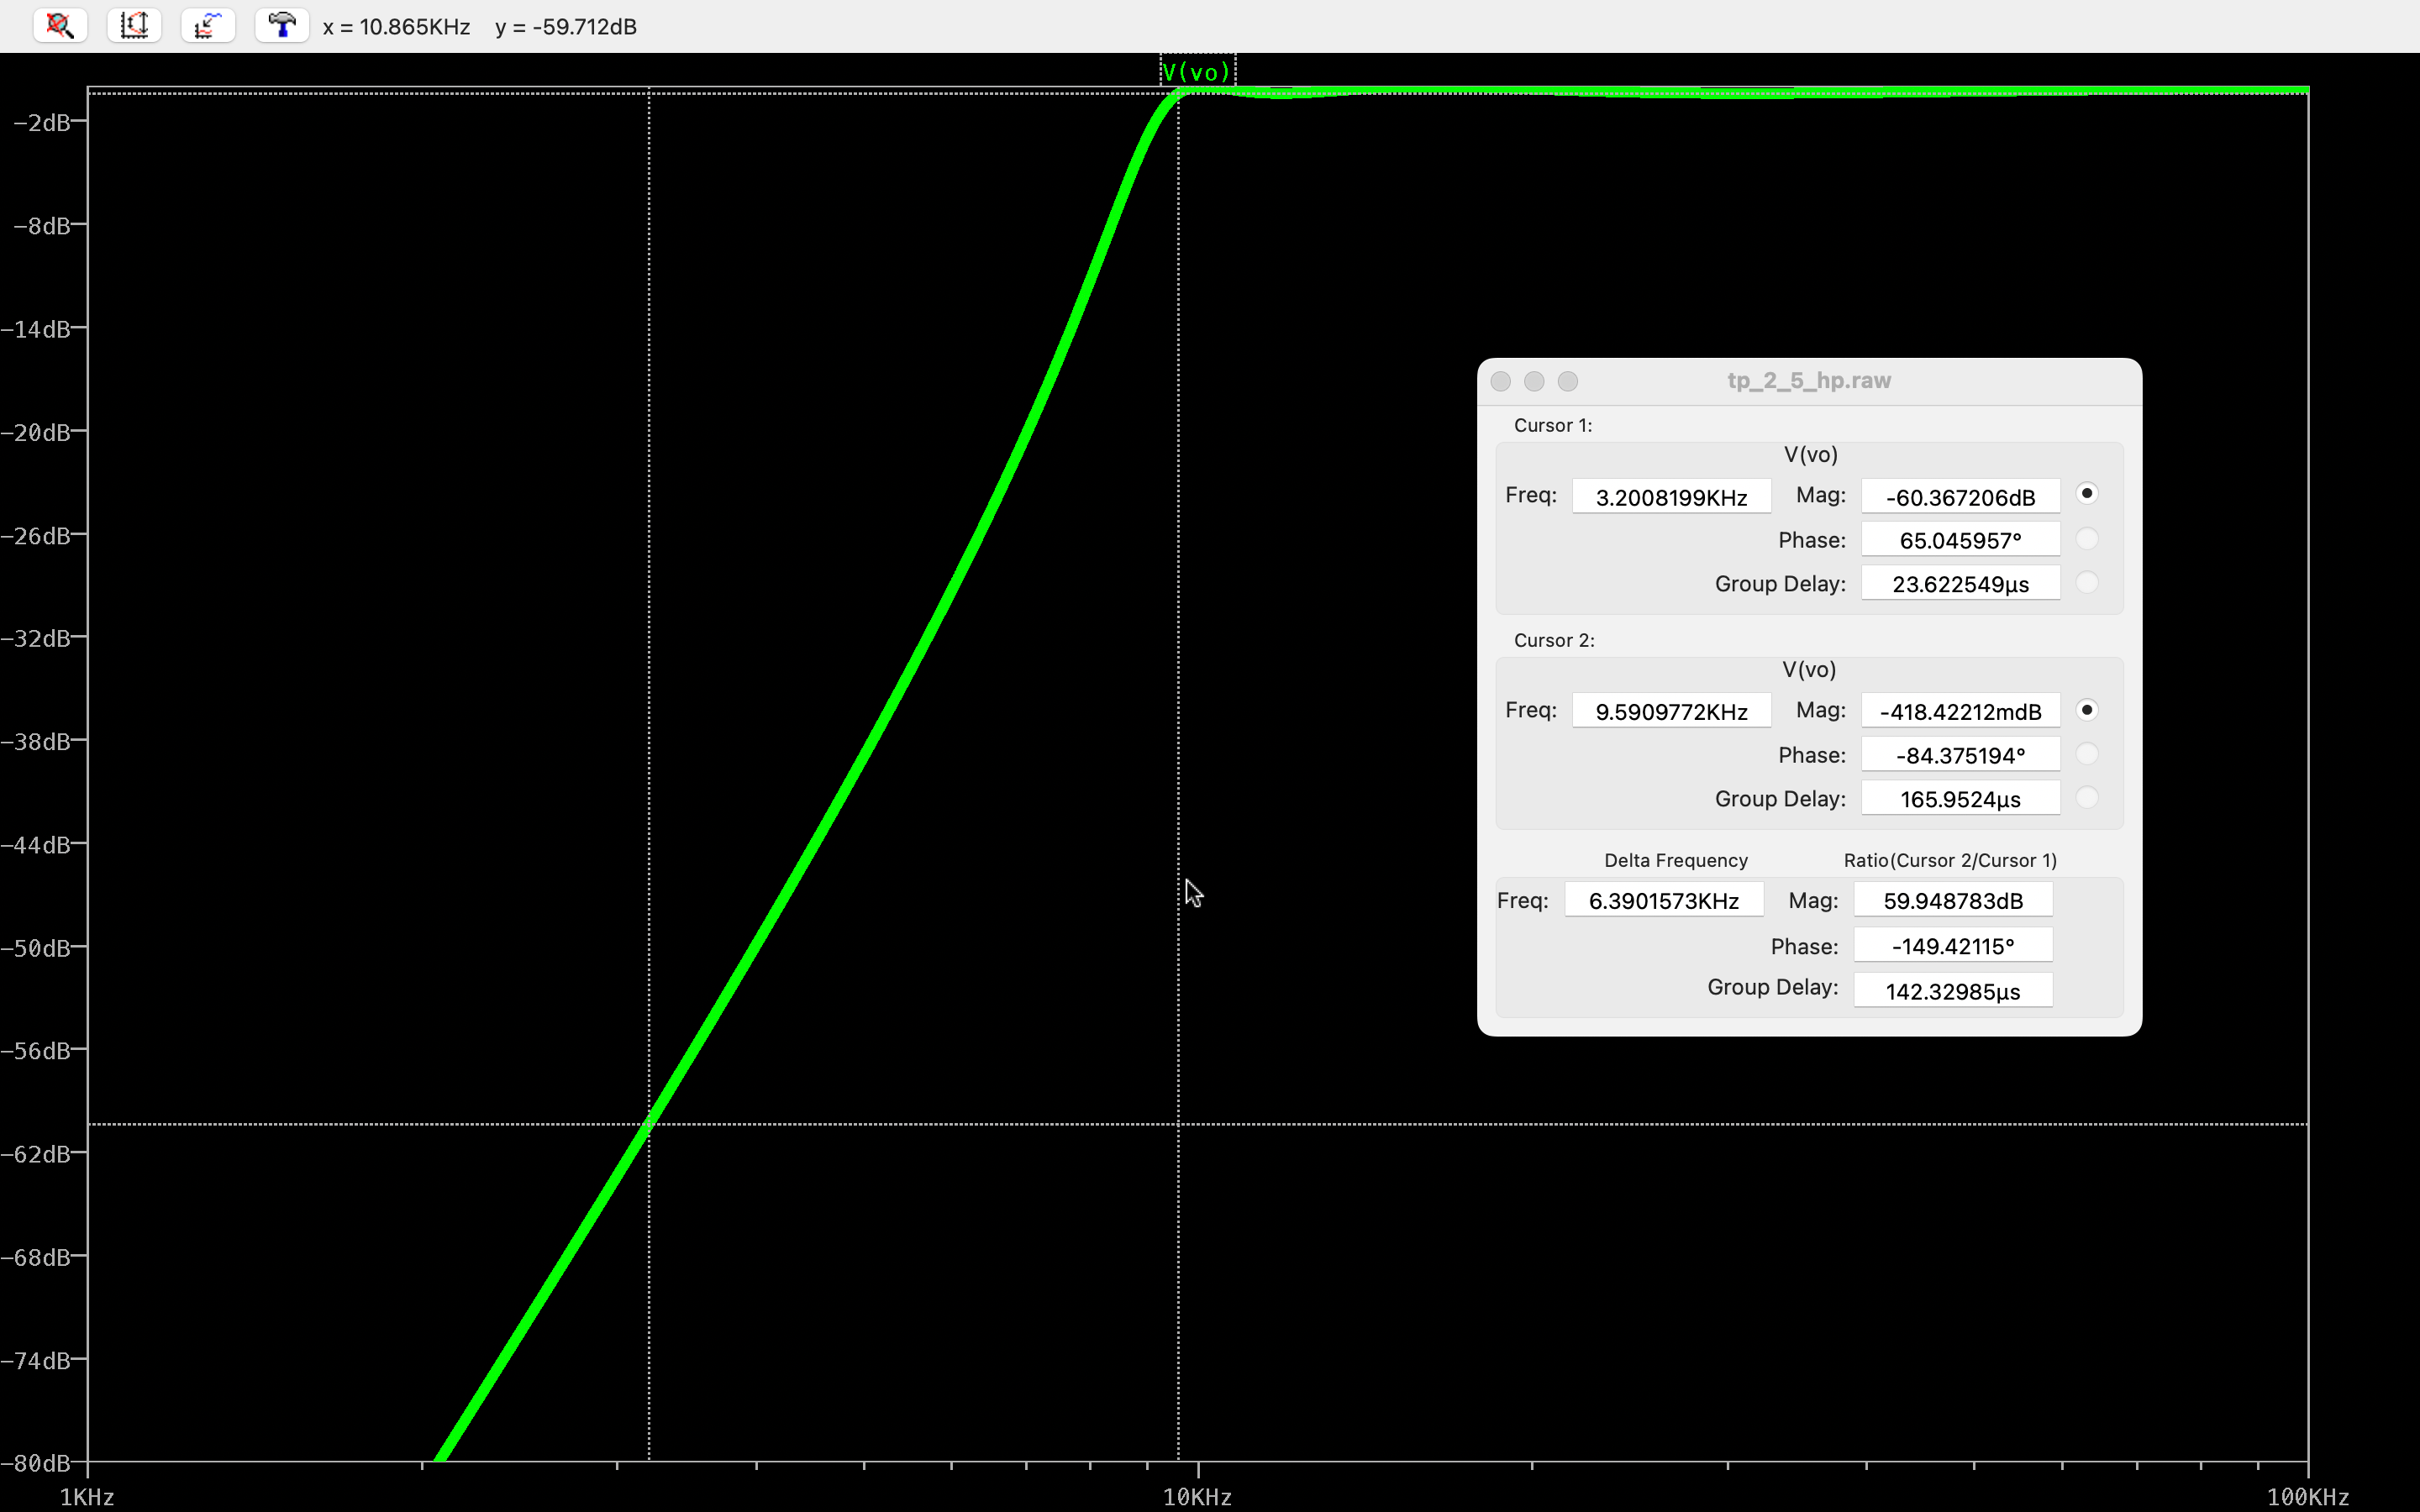 x = 10.865KHz y = -59.712dB
V(vo)
-2dB
-8dB
-14dB
-20dB
-26dB
-32dB
-38dB
-44dB
-50dB
-56dB
-62dB
-68dB
-74dB
-80dB
1KHz 10KHz 100KHz
tp_2_5_hp.raw
Cursor 1:
V(vo)
Freq: 3.2008199KHz Mag: -60.367206dB
Phase: 65.045957°
Group Delay: 23.622549µs
Cursor 2:
V(vo)
Freq: 9.5909772KHz Mag: -418.42212mdB
Phase: -84.375194°
Group Delay: 165.9524µs
Delta Frequency Ratio(Cursor 2/Cursor 1)
Freq: 6.3901573KHz Mag: 59.948783dB
Phase: -149.42115°
Group Delay: 142.32985µs